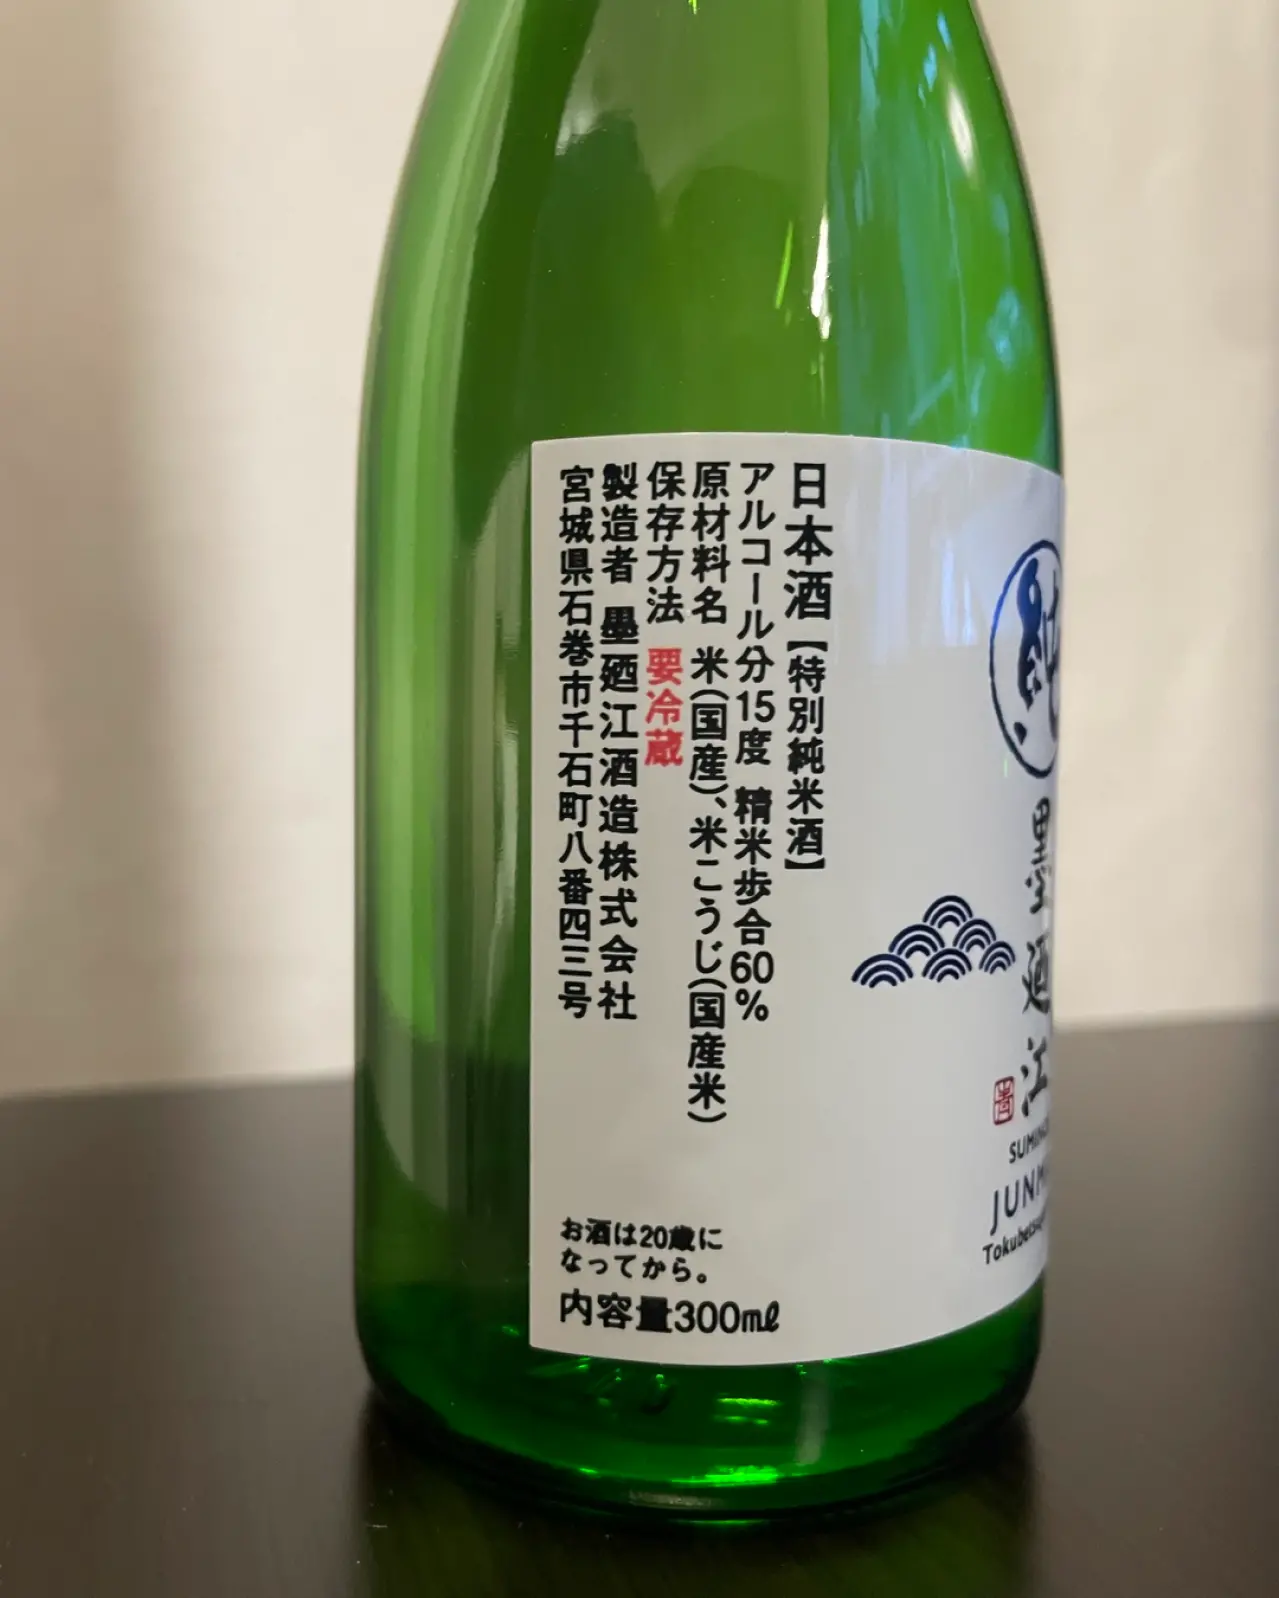 日本酒【特別純米酒】
アルコール分15度 精米歩合60%
原材料名 米(国産)、米こうじ(国産米)
保存方法 要冷蔵
製造者 墨廼江酒造株式会社
宮城県石巻市千石町八番四三号
お酒は20歳に
なってから。
内容量300㎖
純
墨廼江